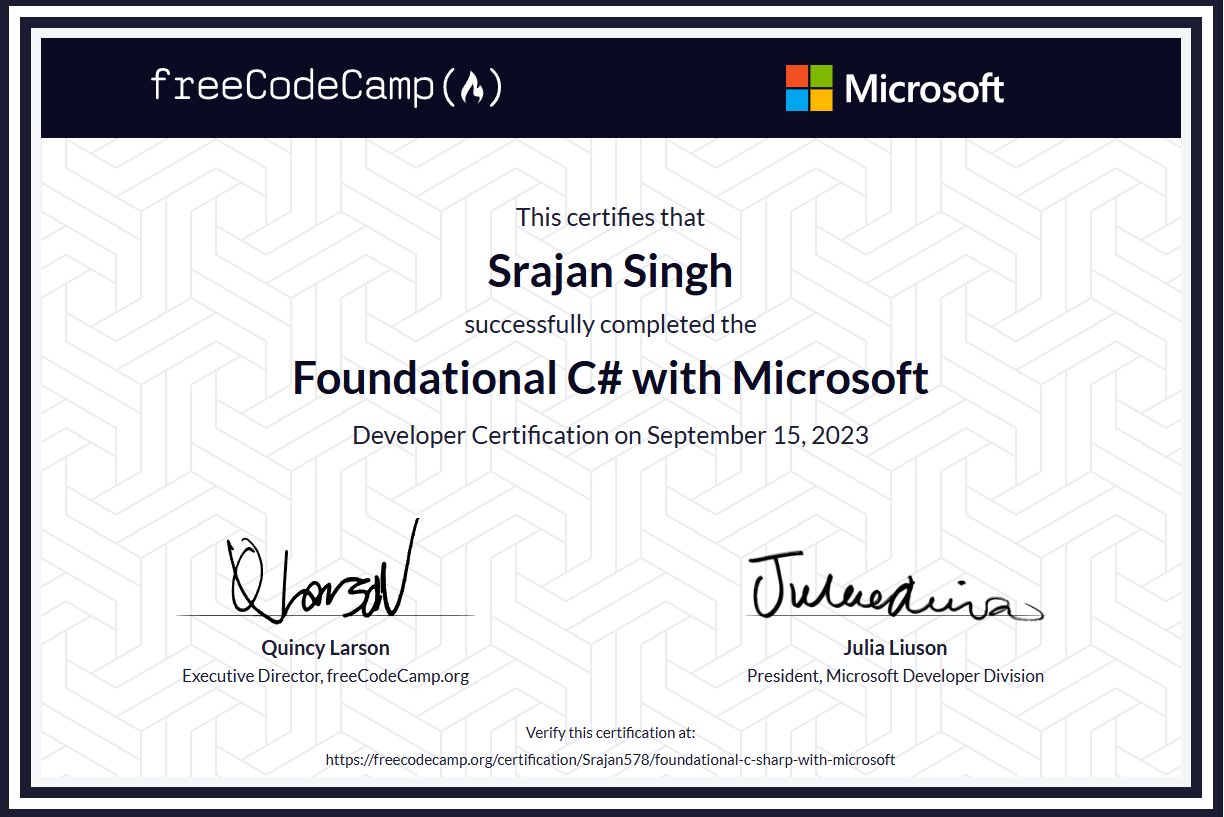 freeCodeCamp(🔥)
Microsoft
This certifies that
Srajan Singh
successfully completed the
Foundational C# with Microsoft
Developer Certification on September 15, 2023
QLarson
Quincy Larson
Executive Director, freeCodeCamp.org
Julia Liuson
President, Microsoft Developer Division
Verify this certification at:
https://freecodecamp.org/certification/Srajan578/foundational-c-sharp-with-microsoft